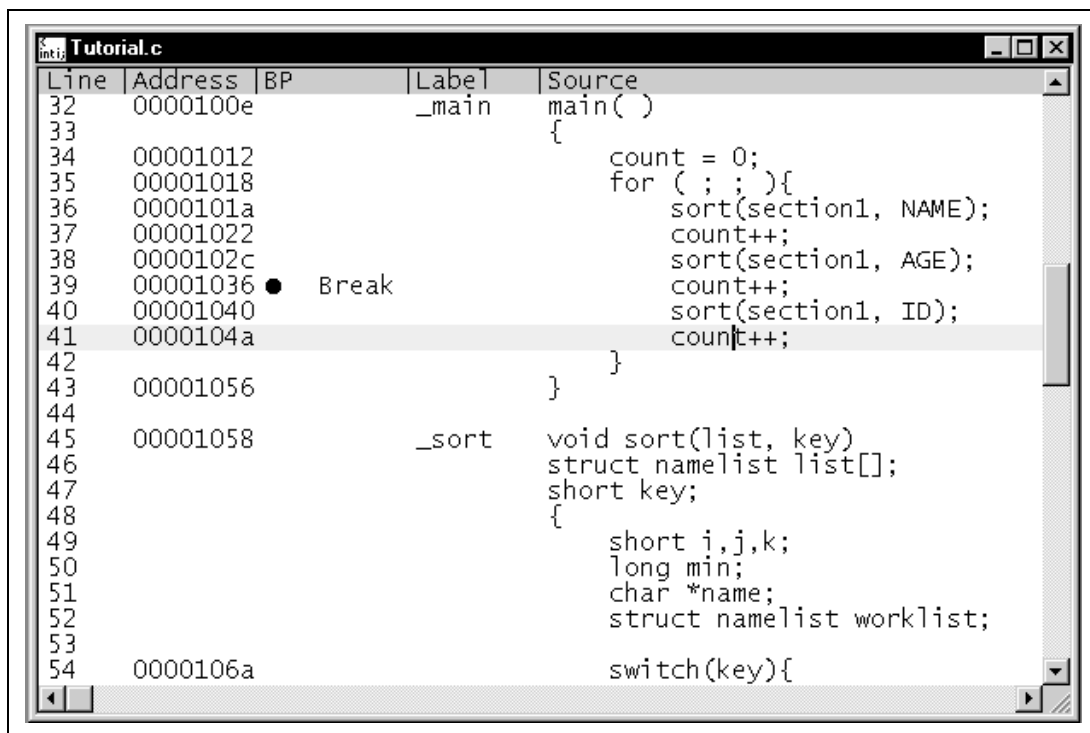 Tutorial.c
Line |Address |BP |Label |Source
32 0000100e _main main( )
33 {
34 00001012 count = 0;
35 00001018 for ( ; ; ){
36 0000101a sort(section1, NAME);
37 00001022 count++;
38 0000102c sort(section1, AGE);
39 00001036 ● Break count++;
40 00001040 sort(section1, ID);
41 0000104a count++;
42 }
43 00001056 }
44
45 00001058 _sort void sort(list, key)
46 struct namelist list[];
47 short key;
48 {
49 short i,j,k;
50 long min;
51 char *name;
52 struct namelist worklist;
53
54 0000106a switch(key){